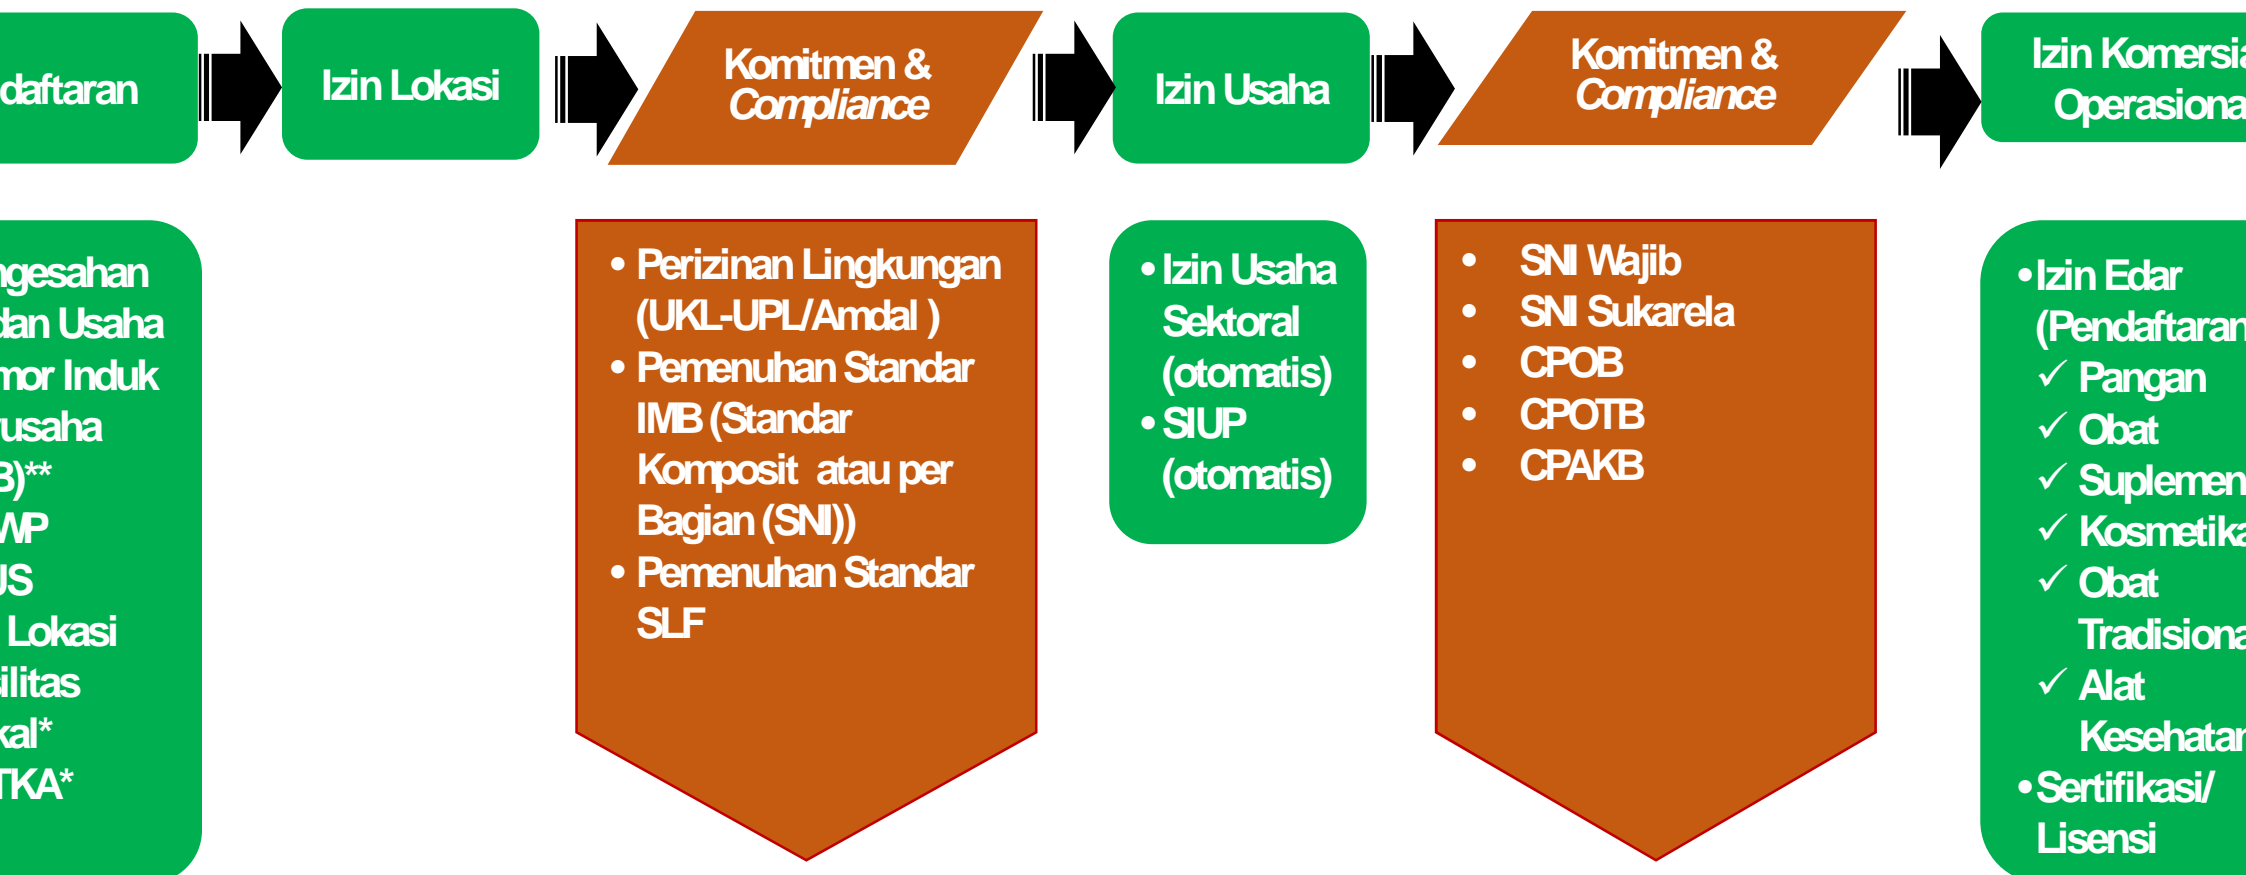 daftaran
Izin Lokasi
Komitmen &
Compliance
Izin Usaha
Komitmen &
Compliance
Izin Komersia
Operasiona
ngesahan
dan Usaha
mor Induk
rusaha
B)**
WP
JS
Lokasi
silitas
kal*
TKA*
• Perizinan Lingkungan
(UKL-UPL/Amdal )
• Pemenuhan Standar
IMB (Standar
Komposit atau per
Bagian (SNI))
• Pemenuhan Standar
SLF
• Izin Usaha
Sektoral
(otomatis)
• SIUP
(otomatis)
• SNI Wajib
• SNI Sukarela
• CPOB
• CPOTB
• CPAKB
• Izin Edar
(Pendaftaran
✓ Pangan
✓ Obat
✓ Suplemen
✓ Kosmetika
✓ Obat
Tradisiona
✓ Alat
Kesehatan
• Sertifikasi/
Lisensi